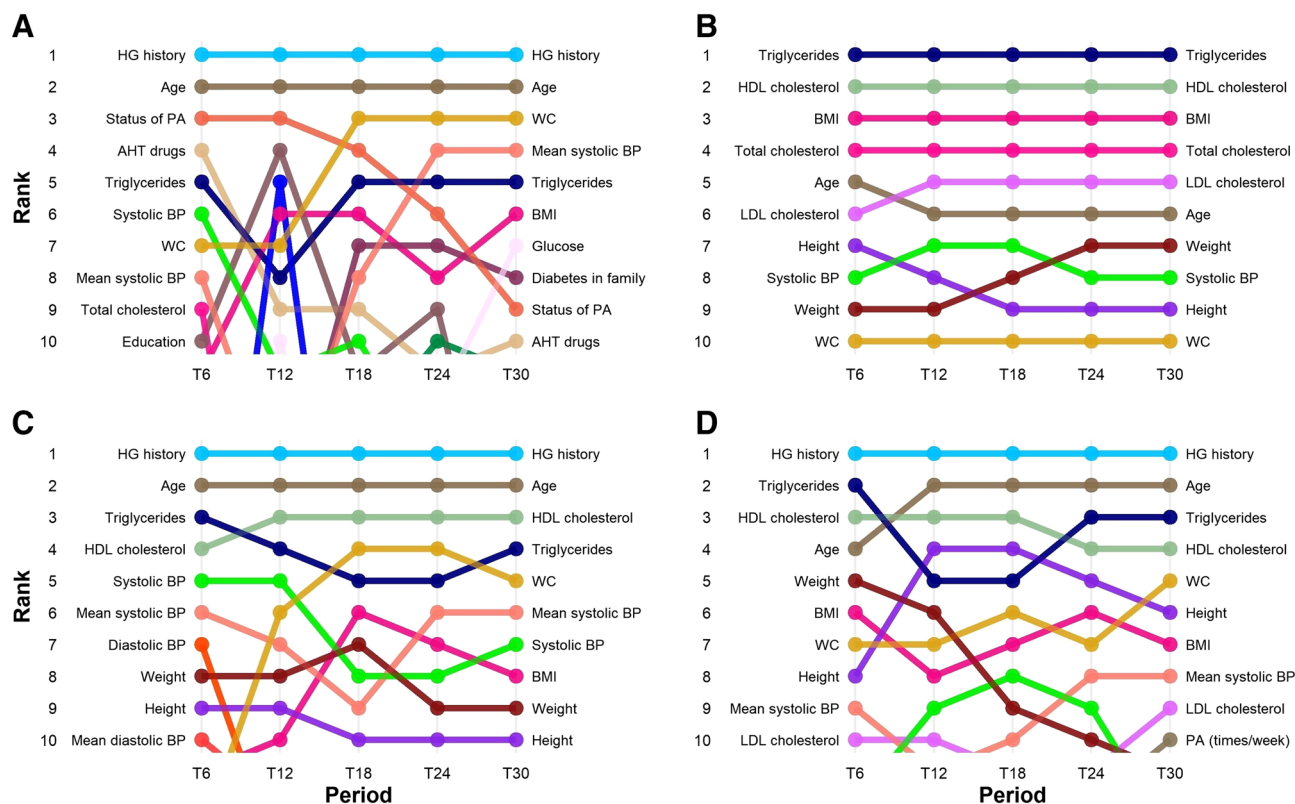 A
Rank
1 HG history HG history
2 Age Age
3 Status of PA WC
4 AHT drugs Mean systolic BP
5 Triglycerides Triglycerides
6 Systolic BP BMI
7 WC Glucose
8 Mean systolic BP Diabetes in family
9 Total cholesterol Status of PA
10 Education AHT drugs
T6 T12 T18 T24 T30
B
1 Triglycerides Triglycerides
2 HDL cholesterol HDL cholesterol
3 BMI BMI
4 Total cholesterol Total cholesterol
5 Age LDL cholesterol
6 LDL cholesterol Age
7 Height Weight
8 Systolic BP Systolic BP
9 Weight Height
10 WC WC
T6 T12 T18 T24 T30
C
Rank
1 HG history HG history
2 Age Age
3 Triglycerides HDL cholesterol
4 HDL cholesterol Triglycerides
5 Systolic BP WC
6 Mean systolic BP Mean systolic BP
7 Diastolic BP Systolic BP
8 Weight BMI
9 Height Weight
10 Mean diastolic BP Height
T6 T12 T18 T24 T30
Period
D
1 HG history HG history
2 Triglycerides Age
3 HDL cholesterol Triglycerides
4 Age HDL cholesterol
5 Weight WC
6 BMI Height
7 WC BMI
8 Height Mean systolic BP
9 Mean systolic BP LDL cholesterol
10 LDL cholesterol PA (times/week)
T6 T12 T18 T24 T30
Period